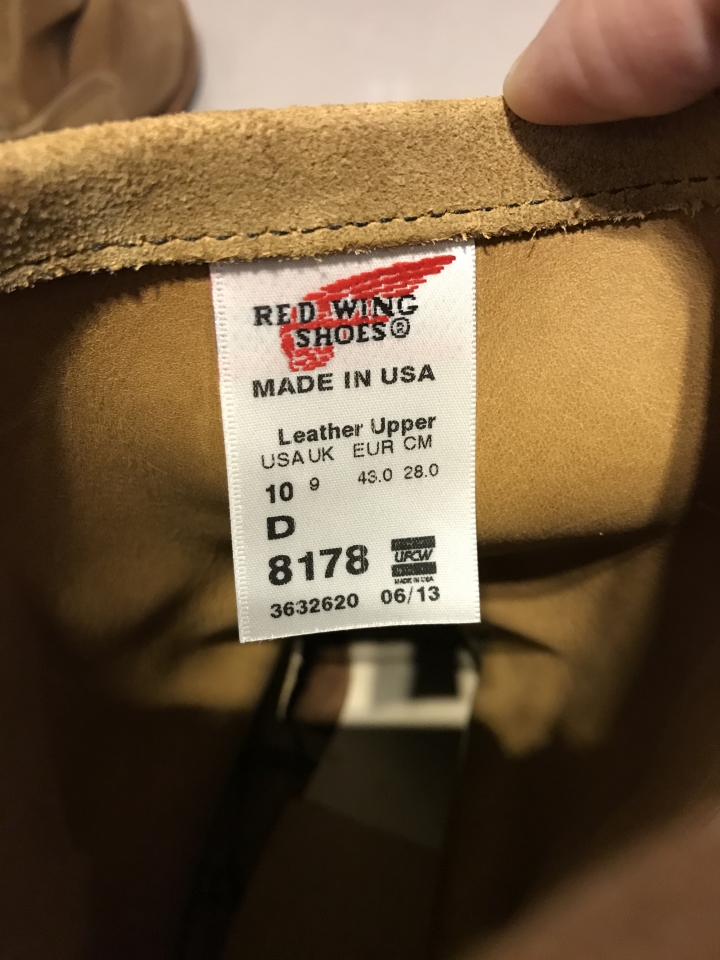 RED WING
SHOES®
MADE IN USA
Leather Upper
USA UK EUR CM
10 9 43.0 28.0
D
8178
UFCW
MADE IN USA
3632620 06/13